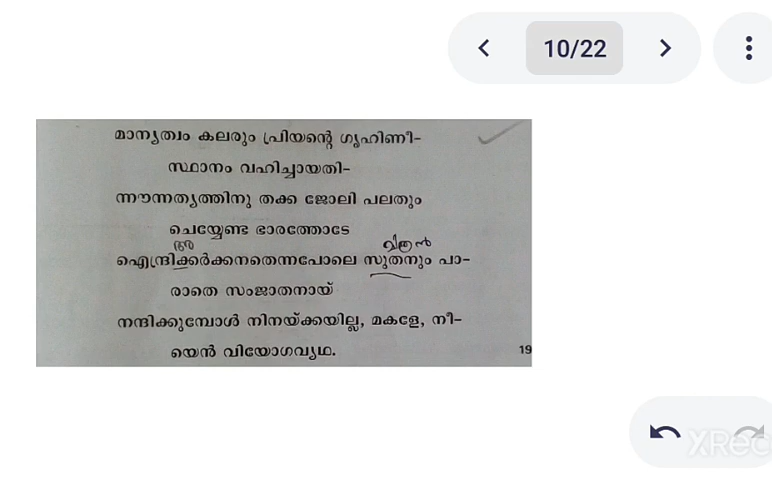 10/22
മാന്യത്വം കലരും പ്രിയന്റെ ഗൃഹിണീ-
സ്ഥാനം വഹിച്ചായതി-
ന്നൗന്നത്യത്തിനു തക്ക ജോലി പലതും
ചെയ്യേണ്ട ഭാരത്തോടേ
ഐന്ദ്രിക്കർക്കനതെന്നപോലെ സുതനും പാ-
രാതെ സംജാതനായ്
നന്ദിക്കുമ്പോൾ നിനയ്ക്കയില്ല, മകളേ, നീ-
യെൻ വിയോഗവ്യഥ.
19
XRec